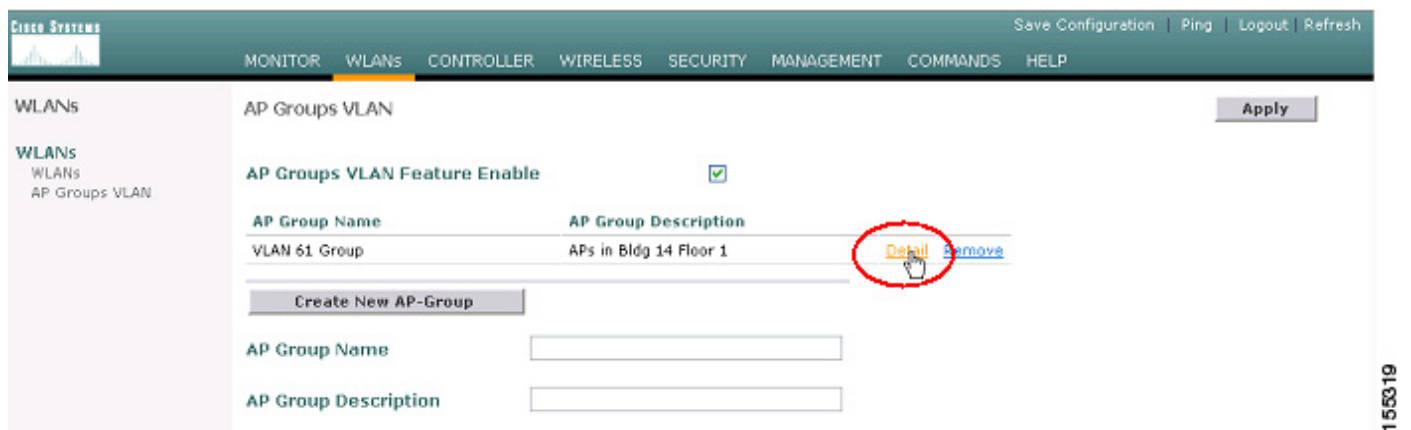 CISCO SYSTEMS
Save Configuration | Ping | Logout | Refresh
MONITOR WLANs CONTROLLER WIRELESS SECURITY MANAGEMENT COMMANDS HELP
WLANs
AP Groups VLAN
Apply
WLANs
WLANs
AP Groups VLAN
AP Groups VLAN Feature Enable
AP Group Name AP Group Description
VLAN 61 Group APs in Bldg 14 Floor 1 Detail Remove
Create New AP-Group
AP Group Name
AP Group Description
155319